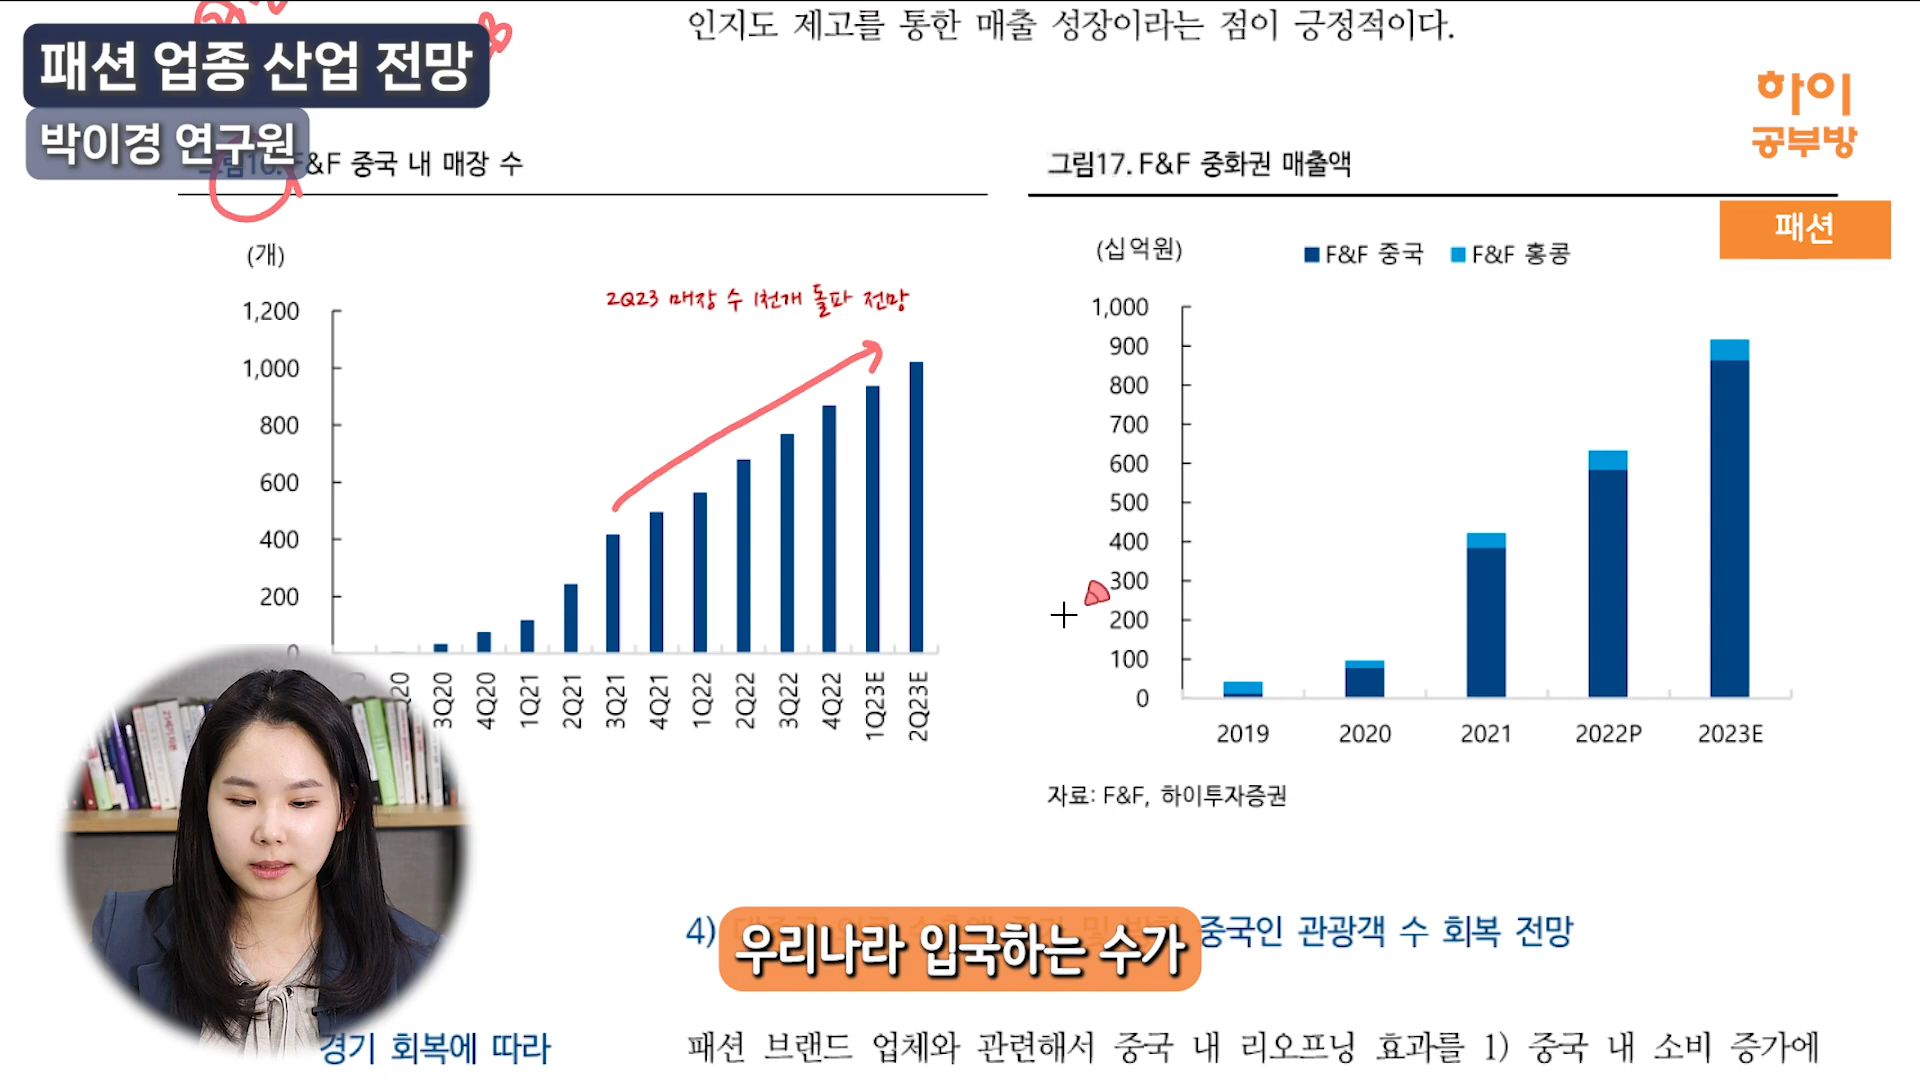 인지도 제고를 통한 매출 성장이라는 점이 긍정적이다.
패션 업종 산업 전망
박이경 연구원
하이
공부방
패션
그림16. F&F 중국 내 매장 수
(개)
2Q23 매장 수 1천개 돌파 전망
1,200
1,000
800
600
400
200
0
2Q20
3Q20
4Q20
1Q21
2Q21
3Q21
4Q21
1Q22
2Q22
3Q22
4Q22
1Q23E
2Q23E
그림17. F&F 중화권 매출액
(십억원)
F&F 중국
F&F 홍콩
1,000
900
800
700
600
500
400
300
200
100
0
2019
2020
2021
2022P
2023E
자료: F&F, 하이투자증권
4) 중국인 관광객 수 회복 전망
우리나라 입국하는 수가
경기 회복에 따라
패션 브랜드 업체와 관련해서 중국 내 리오프닝 효과를 1) 중국 내 소비 증가에